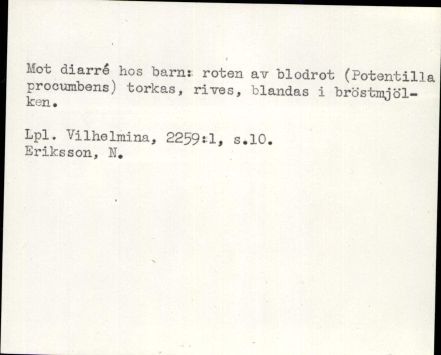 Mot diarré hos barn: roten av blodrot (Potentilla
procumbens) torkas, rives, blandas i bröstmjöl-
ken.
Lpl. Vilhelmina, 2259:1, s.10.
Eriksson, N.